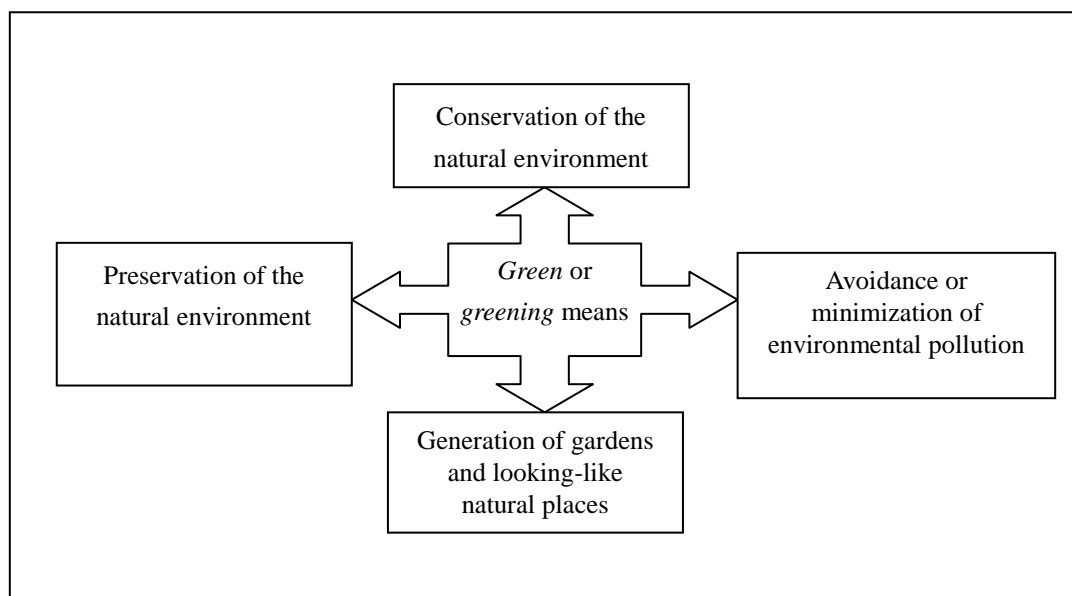 Conservation of the
natural environment
Preservation of the
natural environment
Green or
greening means
Avoidance or
minimization of
environmental pollution
Generation of gardens
and looking-like
natural places